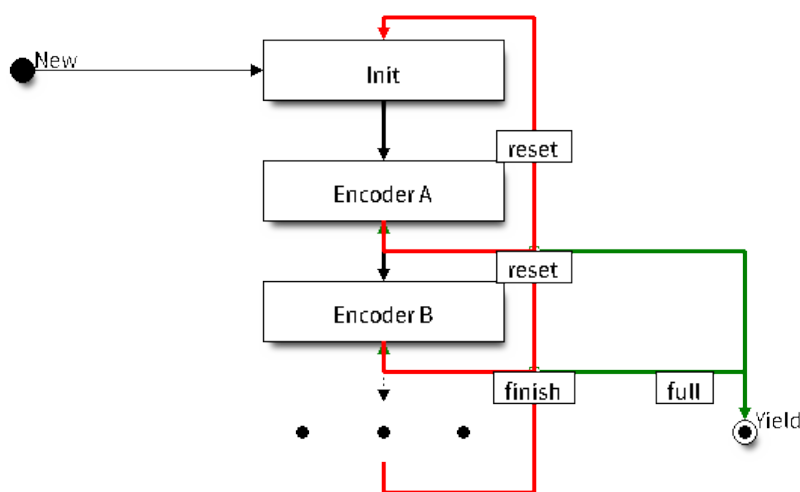 New
Init
reset
Encoder A
reset
Encoder B
finish
full
Yield